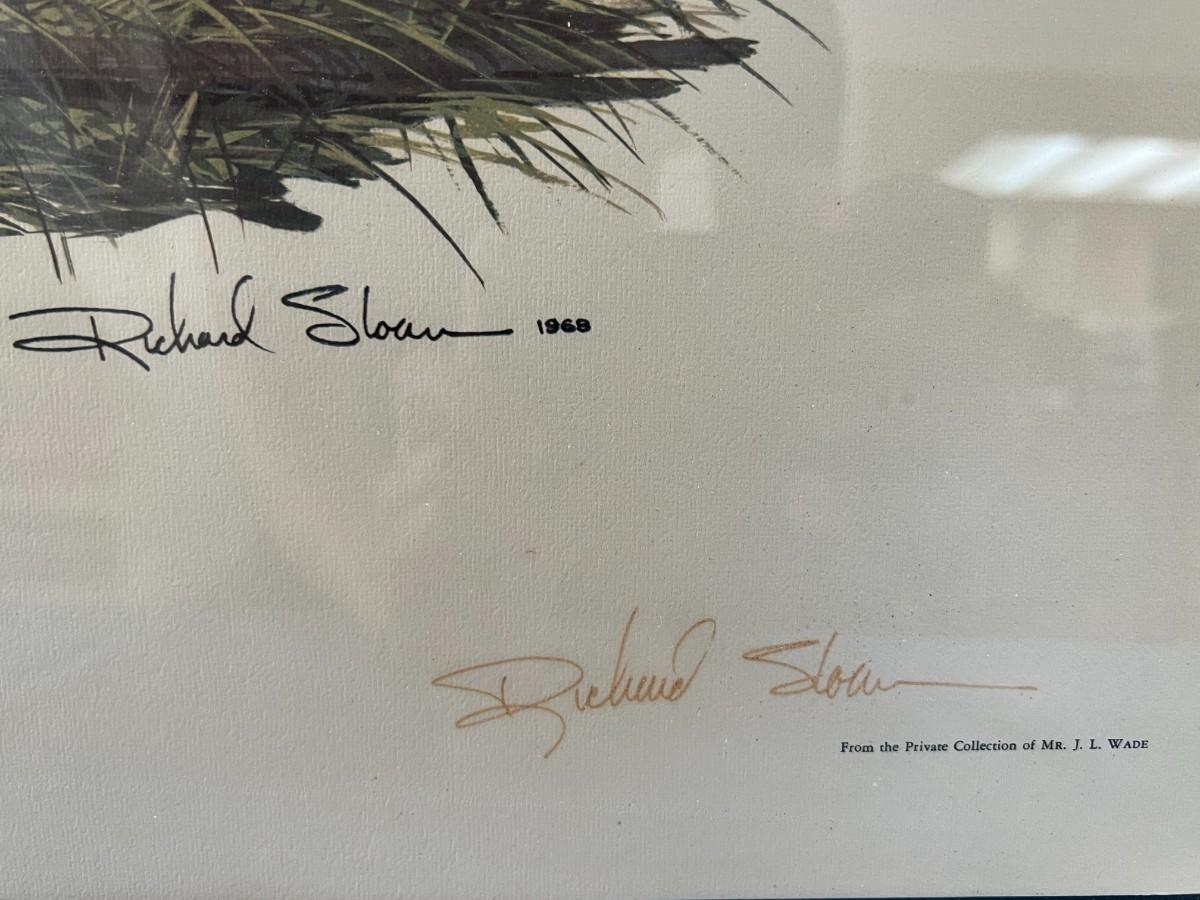 Richard Sloan 1968
Richard Sloan
From the Private Collection of MR. J. L. WADE